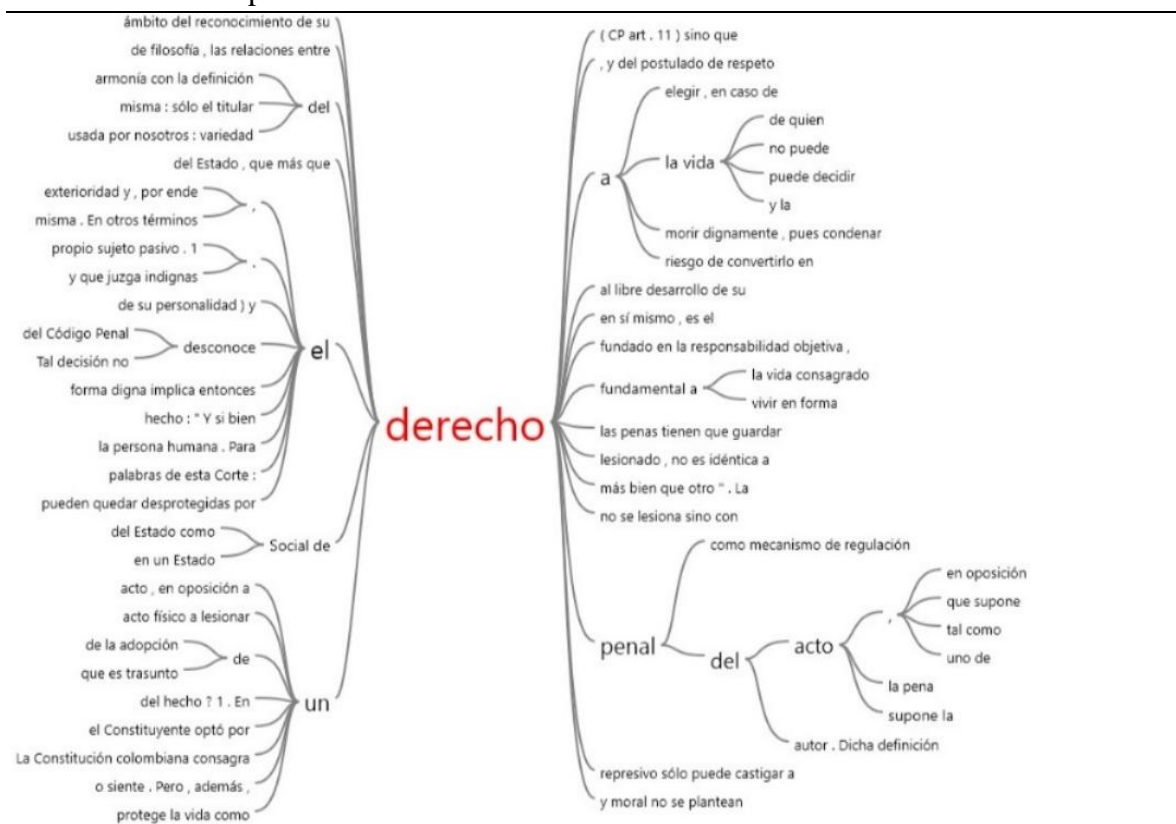 ámbito del reconocimiento de su
de filosofía , las relaciones entre
armonía con la definición
misma : sólo el titular
usada por nosotros : variedad
del
del Estado , que más que
exterioridad y , por ende
misma . En otros términos
,
propio sujeto pasivo . 1
y que juzga indignas
.
de su personalidad ) y
del Código Penal
Tal decisión no
desconoce
forma digna implica entonces
hecho : " Y si bien
la persona humana . Para
palabras de esta Corte :
pueden quedar desprotegidas por
el
del Estado como
en un Estado
Social de
acto , en oposición a
acto físico a lesionar
de la adopción
que es trasunto
de
del hecho ? 1 . En
el Constituyente optó por
La Constitución colombiana consagra
o siente . Pero , además ,
protege la vida como
un
derecho
( CP art . 11 ) sino que
, y del postulado de respeto
a
elegir , en caso de
la vida
de quien
no puede
puede decidir
y la
morir dignamente , pues condenar
riesgo de convertirlo en
al libre desarrollo de su
en sí mismo , es el
fundado en la responsabilidad objetiva ,
fundamental a
la vida consagrado
vivir en forma
las penas tienen que guardar
lesionado , no es idéntica a
más bien que otro " . La
no se lesiona sino con
penal
como mecanismo de regulación
del
acto
,
en oposición
que supone
tal como
uno de
la pena
supone la
autor . Dicha definición
represivo sólo puede castigar a
y moral no se plantean